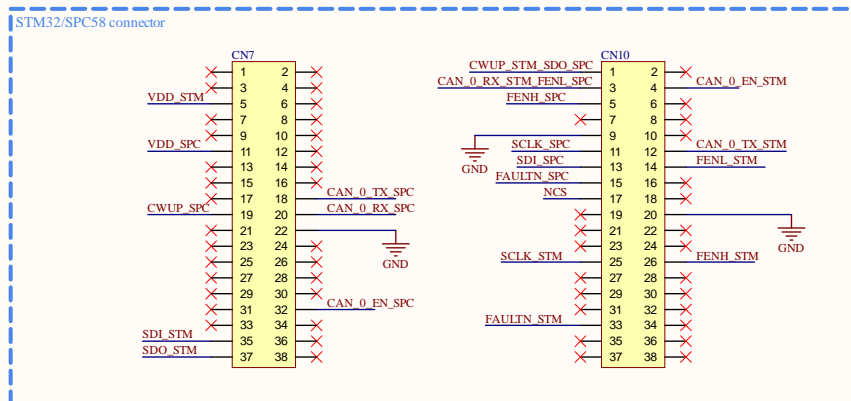 STM32/SPC58 connector
CN7
1 2
3 4
VDD_STM 5 6
7 8
9 10
VDD_SPC 11 12
13 14
15 16
17 18 CAN_0_TX_SPC
CWUP_SPC 19 20 CAN_0_RX_SPC
21 22
23 24
GND
25 26
27 28
29 30
31 32 CAN_0_EN_SPC
33 34
SDI_STM 35 36
SDO_STM 37 38
CN10
CWUP_STM_SDO_SPC 1 2
CAN_0_RX_STM_FENL_SPC 3 4 CAN_0_EN_STM
FENH_SPC 5 6
7 8
9 10
GND
SCLK_SPC 11 12 CAN_0_TX_STM
SDI_SPC 13 14 FENL_STM
FAULTN_SPC 15 16
NCS 17 18
19 20
21 22
23 24
GND
SCLK_STM 25 26 FENH_STM
27 28
29 30
31 32
FAULTN_STM 33 34
35 36
37 38